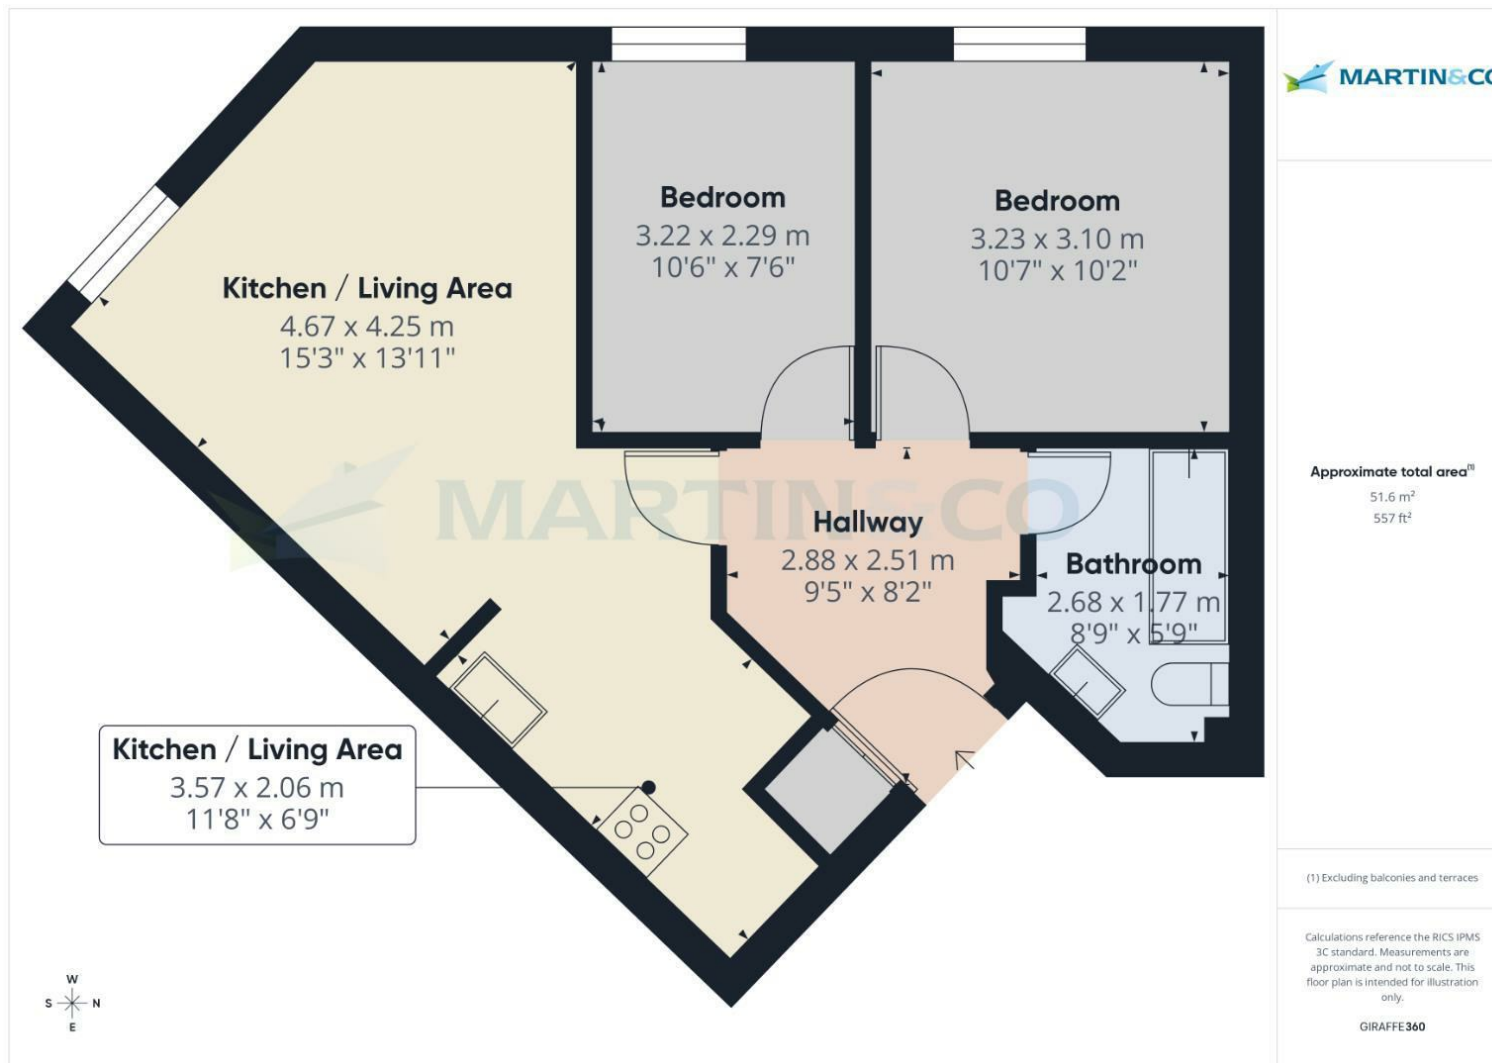 MARTIN&CO
Bedroom
3.22 x 2.29 m
10'6" x 7'6"
Bedroom
3.23 x 3.10 m
10'7" x 10'2"
Kitchen / Living Area
4.67 x 4.25 m
15'3" x 13'11"
MARTIN&CO
Hallway
2.88 x 2.51 m
9'5" x 8'2"
Bathroom
2.68 x 1.77 m
8'9" x 5'9"
Kitchen / Living Area
3.57 x 2.06 m
11'8" x 6'9"
Approximate total area(1)
51.6 m²
557 ft²
(1) Excluding balconies and terraces
Calculations reference the RICS IPMS
3C standard. Measurements are
approximate and not to scale. This
floor plan is intended for illustration
only.
GIRAFFE360
W
S N
E